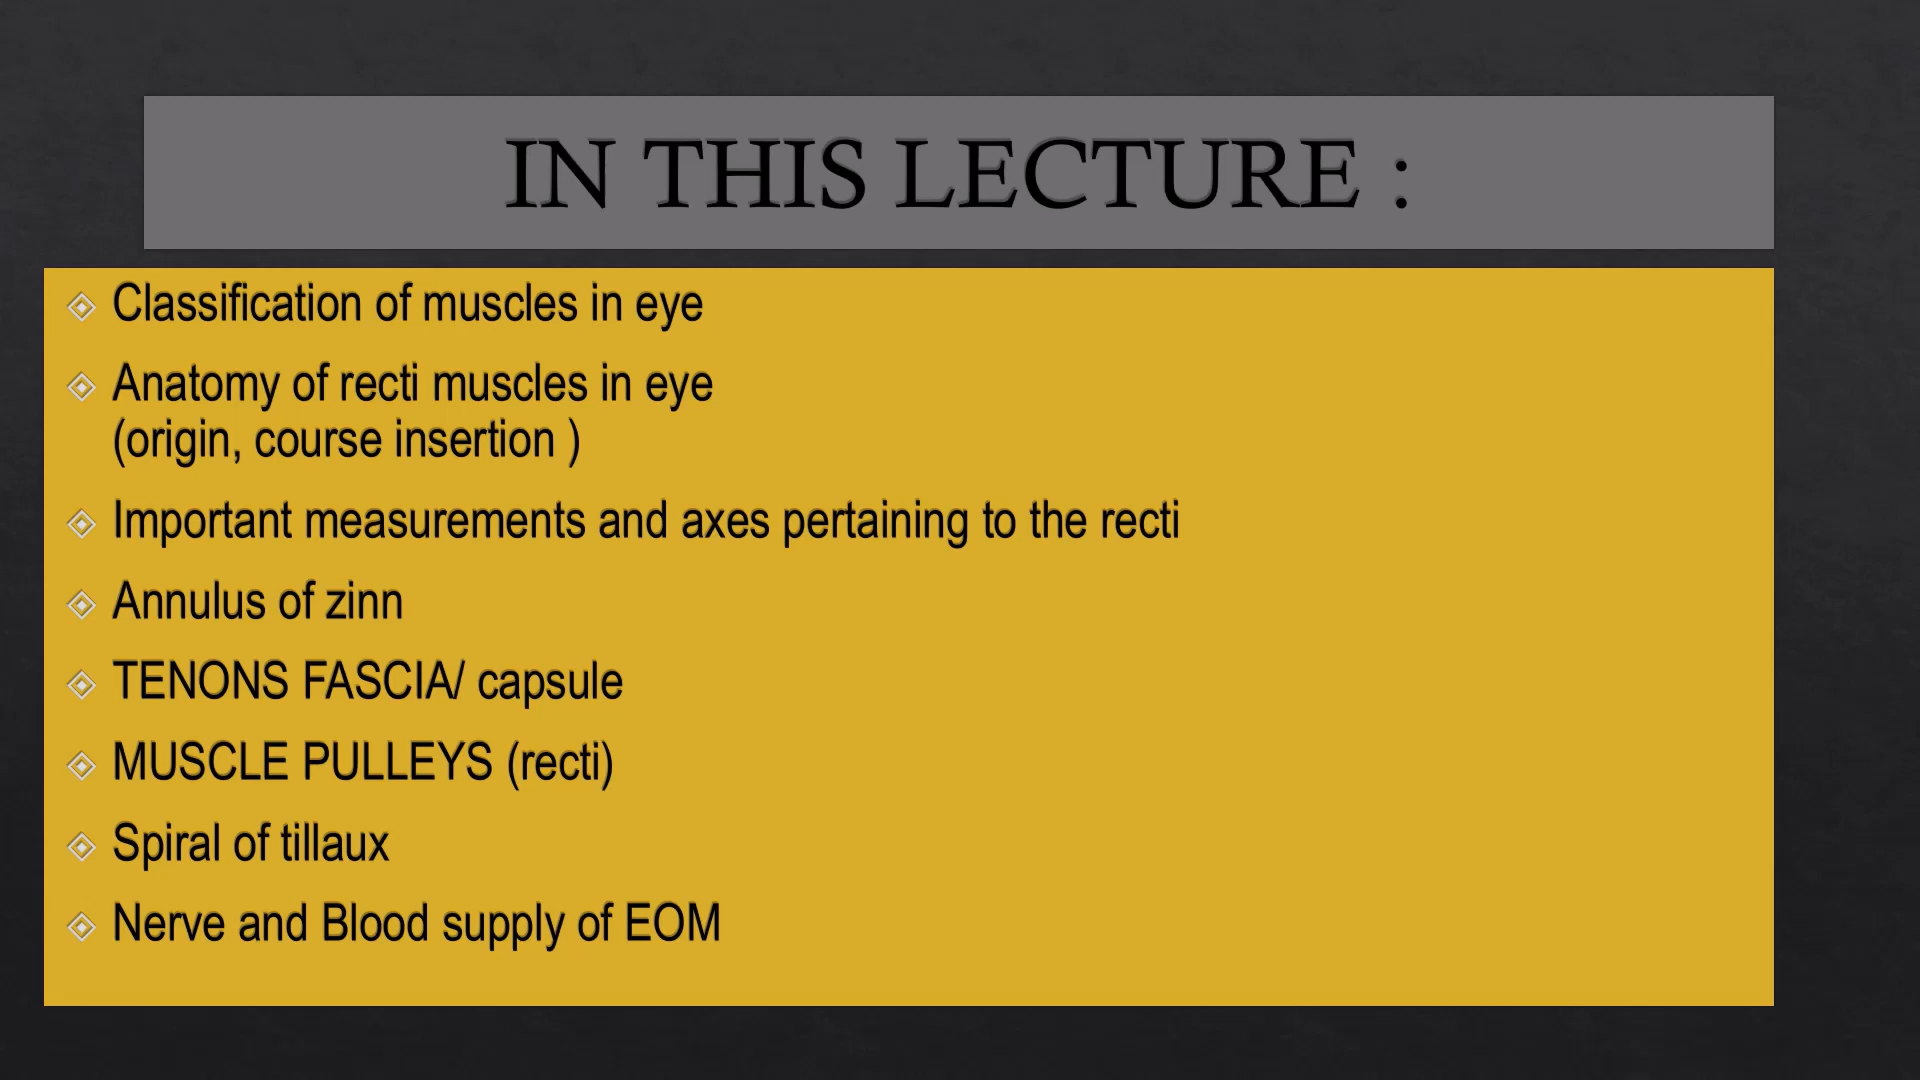 IN THIS LECTURE :
Classification of muscles in eye
Anatomy of recti muscles in eye
(origin, course insertion )
Important measurements and axes pertaining to the recti
Annulus of zinn
TENONS FASCIA/ capsule
MUSCLE PULLEYS (recti)
Spiral of tillaux
Nerve and Blood supply of EOM